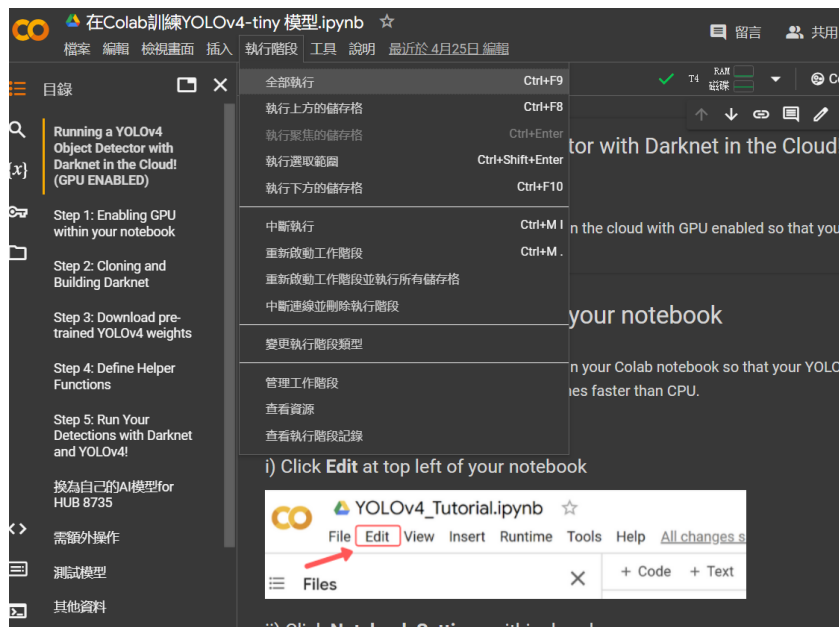 在Colab訓練YOLOv4-tiny 模型.ipynb
留言 共用
檔案 編輯 檢視畫面 插入 執行階段 工具 說明 最近於 4月25日 編輯
目錄
Running a YOLOv4
Object Detector with
Darknet in the Cloud!
(GPU ENABLED)
Step 1: Enabling GPU
within your notebook
Step 2: Cloning and
Building Darknet
Step 3: Download pre-
trained YOLOv4 weights
Step 4: Define Helper
Functions
Step 5: Run Your
Detections with Darknet
and YOLOv4!
換為自己的AI模型for
HUB 8735
需額外操作
測試模型
其他資料
{x}
全部執行 Ctrl+F9
執行上方的儲存格 Ctrl+F8
執行聚焦的儲存格 Ctrl+Enter
執行選取範圍 Ctrl+Shift+Enter
執行下方的儲存格 Ctrl+F10
中斷執行 Ctrl+M I
重新啟動工作階段 Ctrl+M .
重新啟動工作階段並執行所有儲存格
中斷連線並刪除執行階段
變更執行階段類型
管理工作階段
查看資源
查看執行階段記錄
T4 RAM
磁碟
tor with Darknet in the Cloud
n the cloud with GPU enabled so that you
your notebook
n your Colab notebook so that your YOLO
es faster than CPU.
i) Click Edit at top left of your notebook
YOLOv4_Tutorial.ipynb
File Edit View Insert Runtime Tools Help All changes s
Files
+ Code + Text